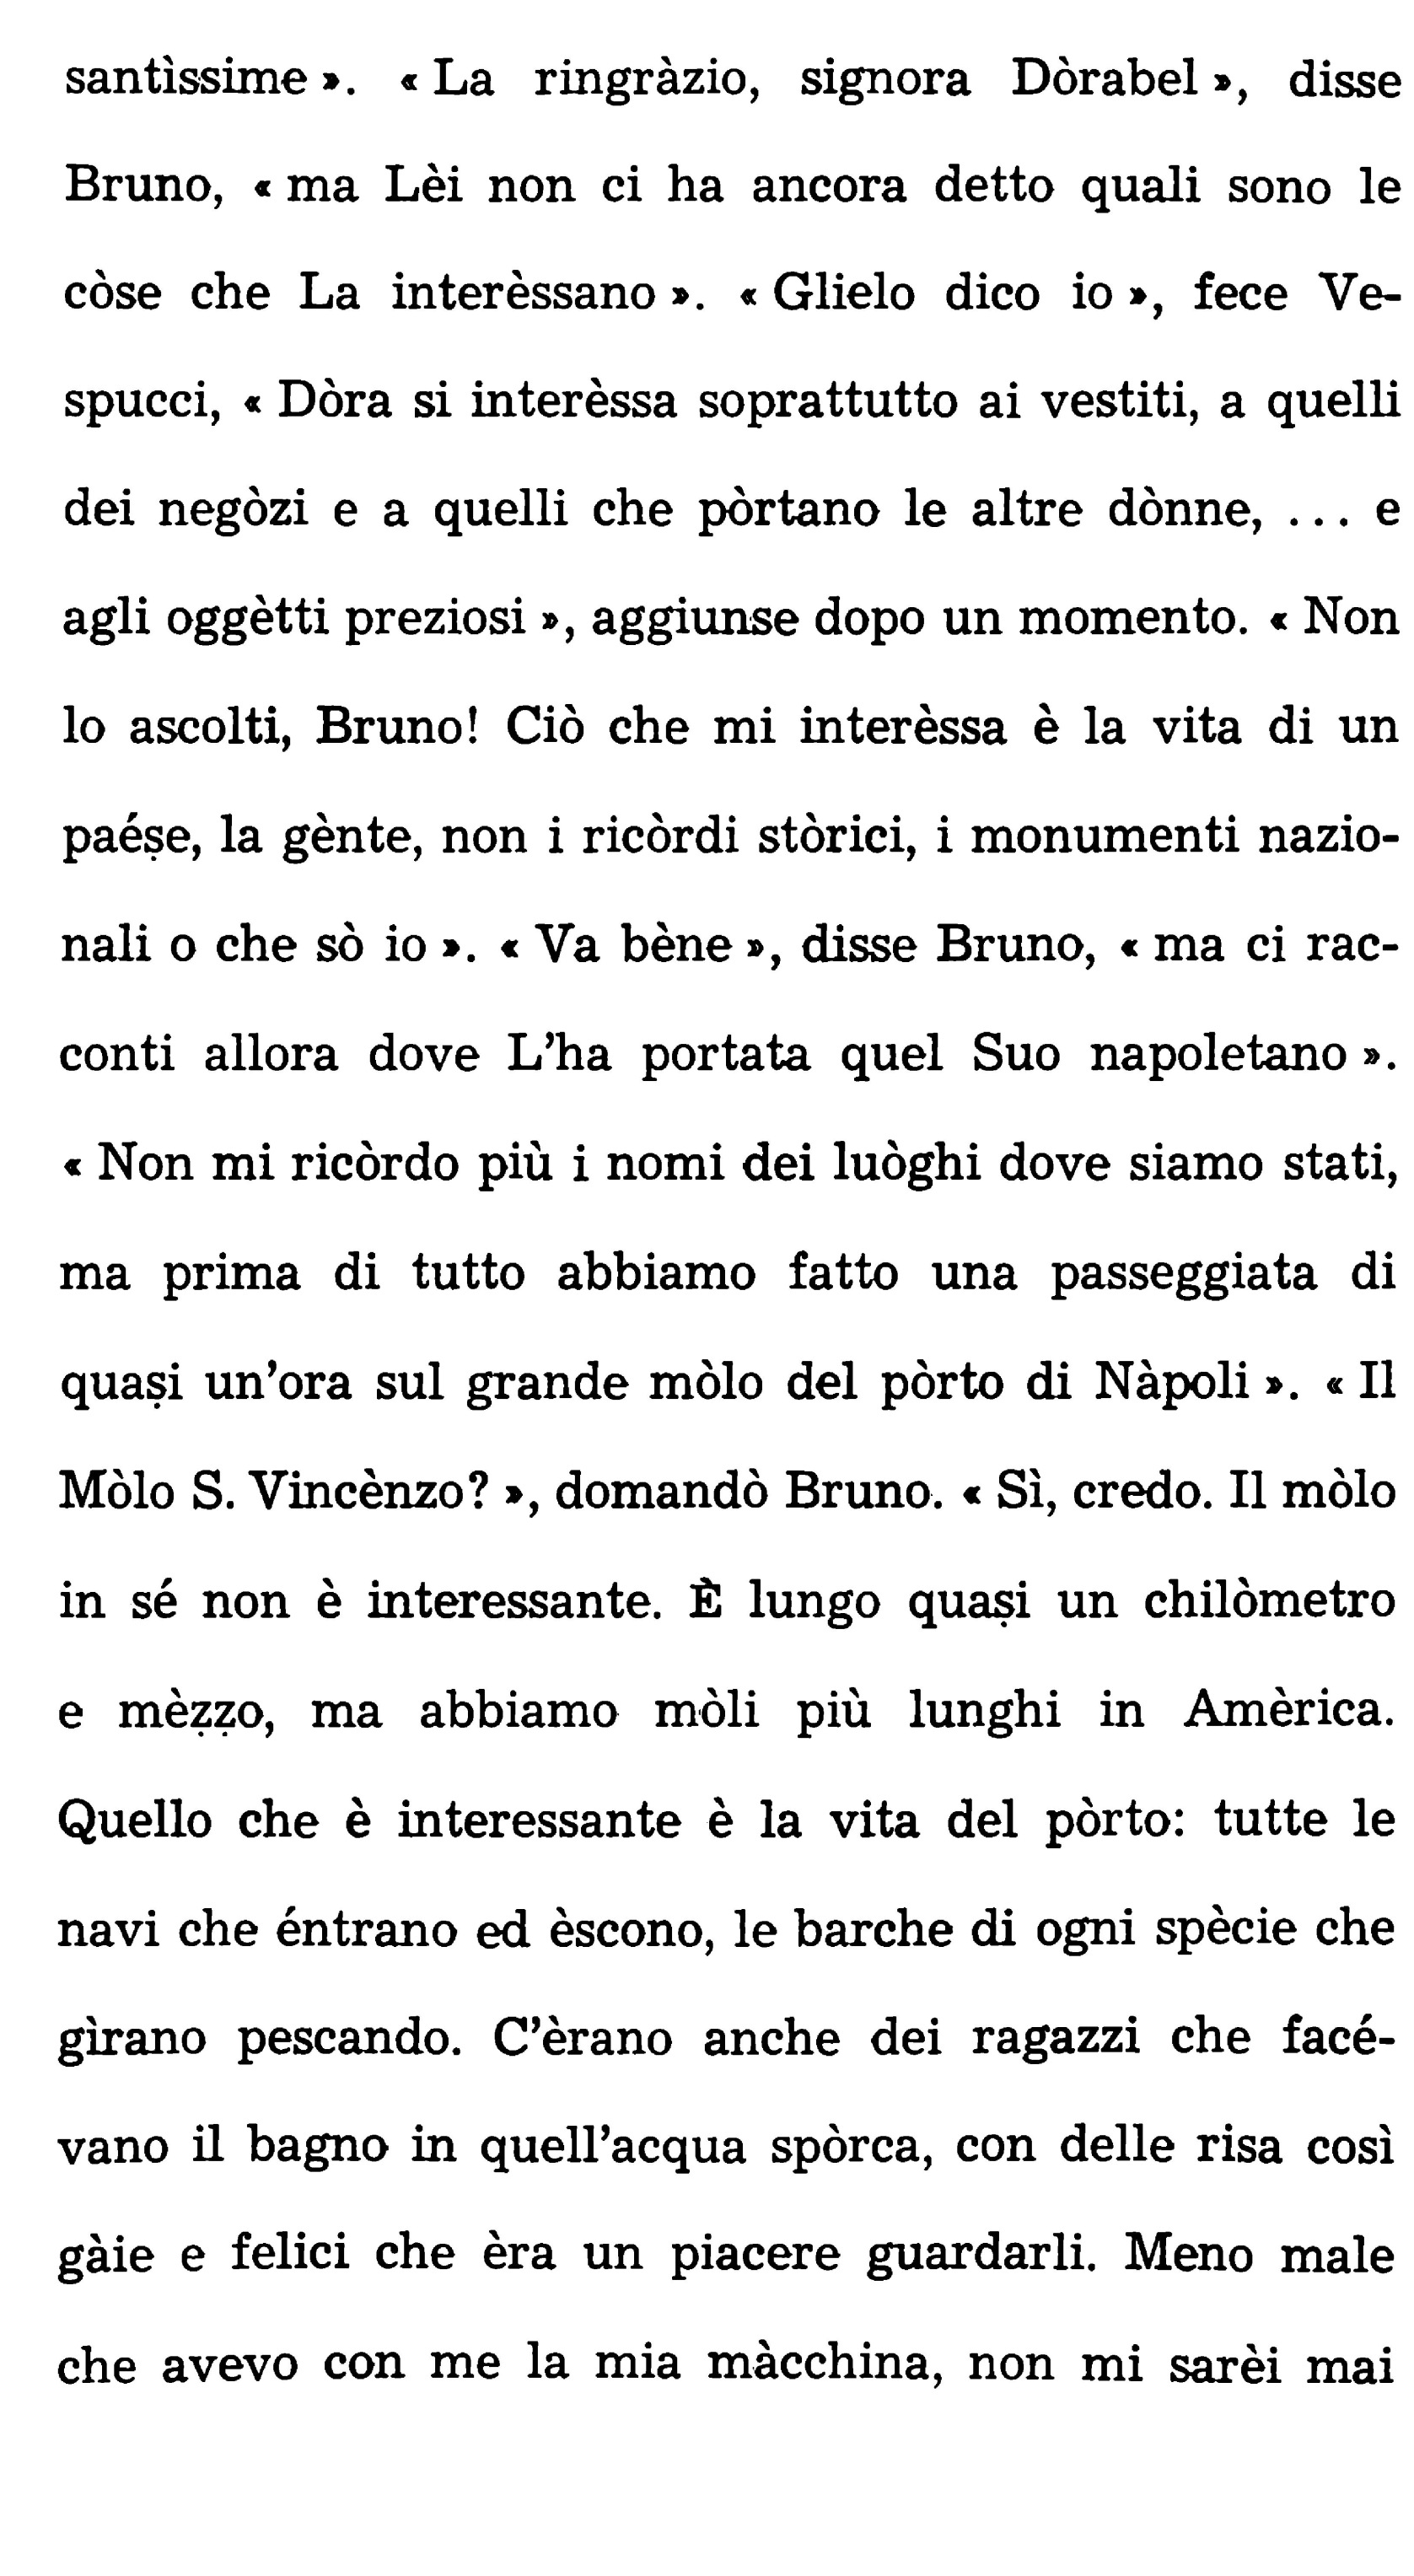 santìssime ». « La ringràzio, signora Dòrabel », disse
Bruno, « ma Lèi non ci ha ancora detto quali sono le
còse che La interèssano ». « Glielo dico io », fece Ve-
spucci, « Dòra si interèssa soprattutto ai vestiti, a quelli
dei negòzi e a quelli che pòrtano le altre dònne, ... e
agli oggètti preziosi », aggiunse dopo un momento. « Non
lo ascolti, Bruno! Ciò che mi interèssa è la vita di un
paéṣe, la gènte, non i ricòrdi stòrici, i monumenti nazio-
nali o che sò io ». « Va bène », disse Bruno, « ma ci rac-
conti allora dove L'ha portata quel Suo napoletano ».
« Non mi ricòrdo più i nomi dei luòghi dove siamo stati,
ma prima di tutto abbiamo fatto una passeggiata di
quaṣi un'ora sul grande mòlo del pòrto di Nàpoli ». « Il
Mòlo S. Vincènzo? », domandò Bruno. « Sì, credo. Il mòlo
in sé non è interessante. È lungo quaṣi un chilòmetro
e mèẓẓo, ma abbiamo mòli più lunghi in Amèrica.
Quello che è interessante è la vita del pòrto: tutte le
navi che éntrano ed èscono, le barche di ogni spècie che
gìrano pescando. C'èrano anche dei ragazzi che facé-
vano il bagno in quell'acqua spòrca, con delle risa così
gàie e felici che èra un piacere guardarli. Meno male
che avevo con me la mia màcchina, non mi sarèi mai